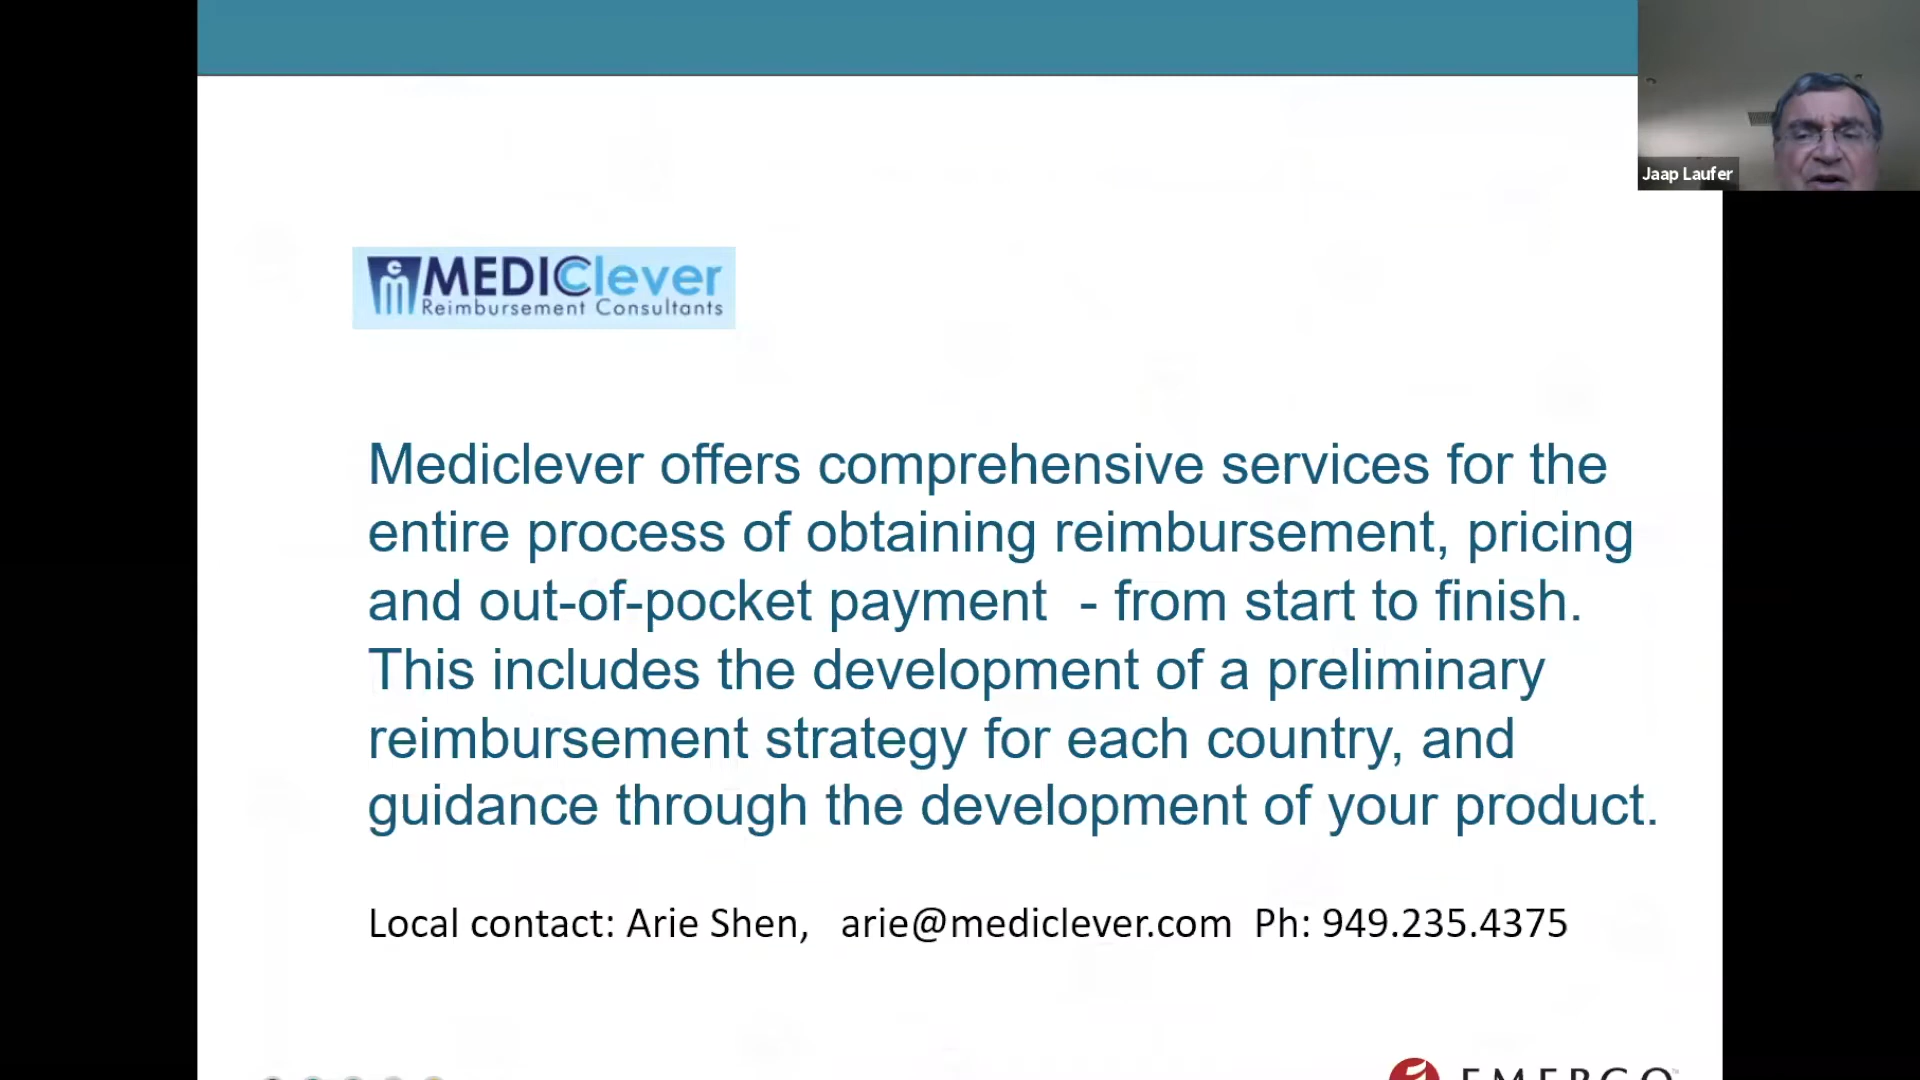 Jaap Laufer
MEDIClever
Reimbursement Consultants
Mediclever offers comprehensive services for the
entire process of obtaining reimbursement, pricing
and out-of-pocket payment  - from start to finish.
This includes the development of a preliminary
reimbursement strategy for each country, and
guidance through the development of your product.
Local contact: Arie Shen,   arie@mediclever.com  Ph: 949.235.4375
EMERGO